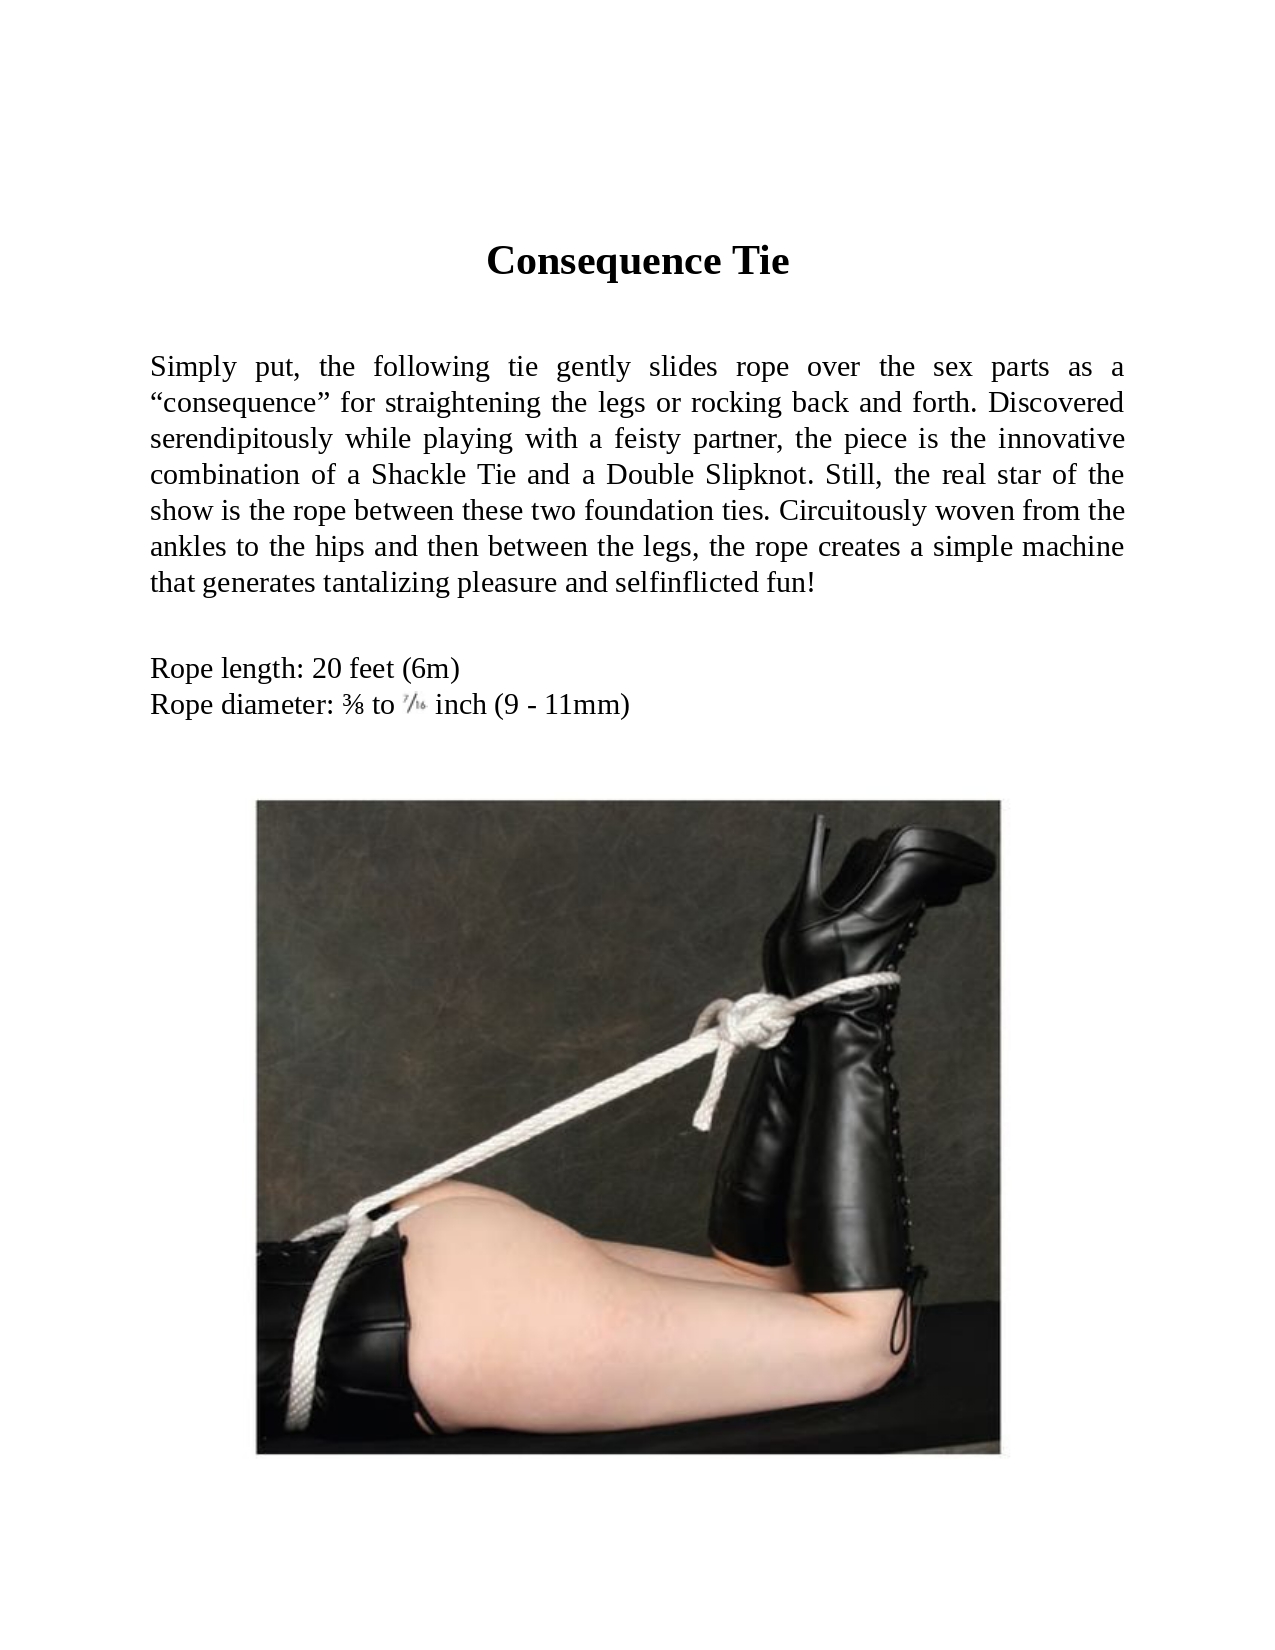 Consequence Tie
Simply put, the following tie gently slides rope over the sex parts as a
“consequence” for straightening the legs or rocking back and forth. Discovered
serendipitously while playing with a feisty partner, the piece is the innovative
combination of a Shackle Tie and a Double Slipknot. Still, the real star of the
show is the rope between these two foundation ties. Circuitously woven from the
ankles to the hips and then between the legs, the rope creates a simple machine
that generates tantalizing pleasure and selfinflicted fun!
Rope length: 20 feet (6m)
Rope diameter: ⅜ to 7/16 inch (9 - 11mm)